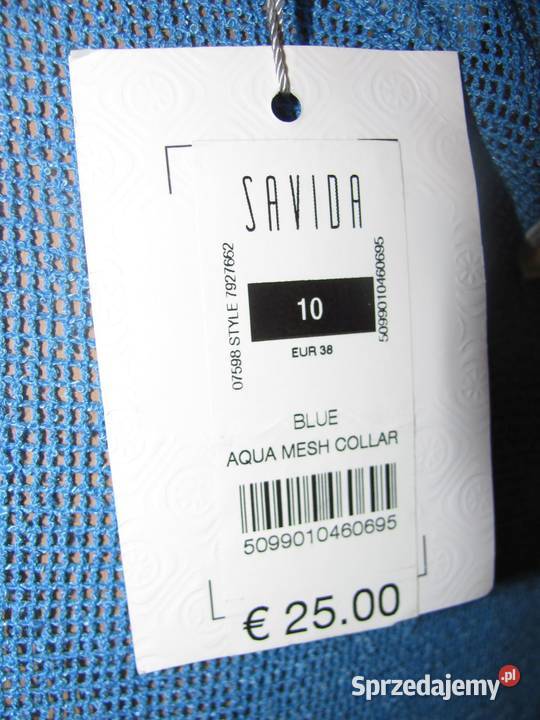 SAVIDA
07598 STYLE 7927662
10
5099010460695
EUR 38
BLUE
AQUA MESH COLLAR
5099010460695
€ 25.00
Sprzedajemy.pl